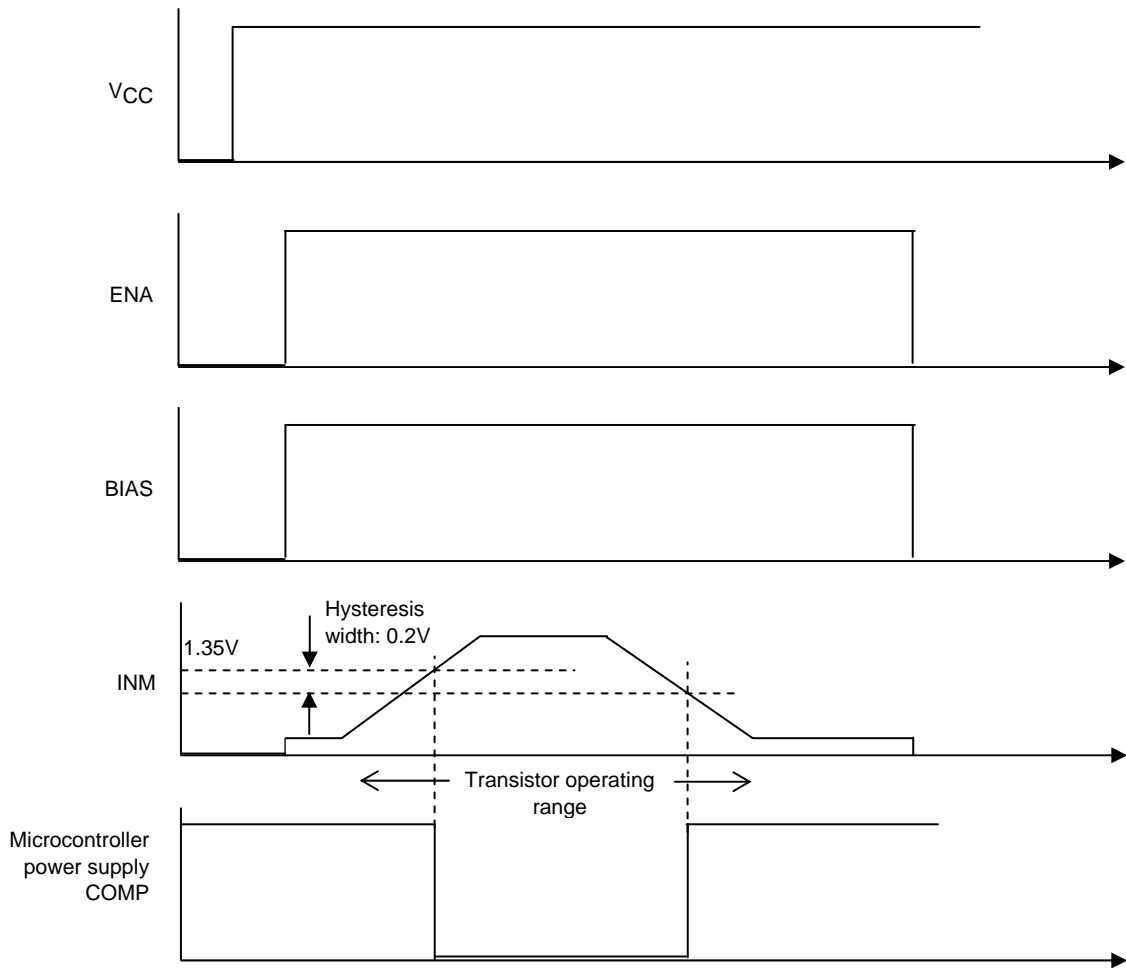 VCC
ENA
BIAS
Hysteresis
width: 0.2V
1.35V
INM
Transistor operating
range
Microcontroller
power supply
COMP